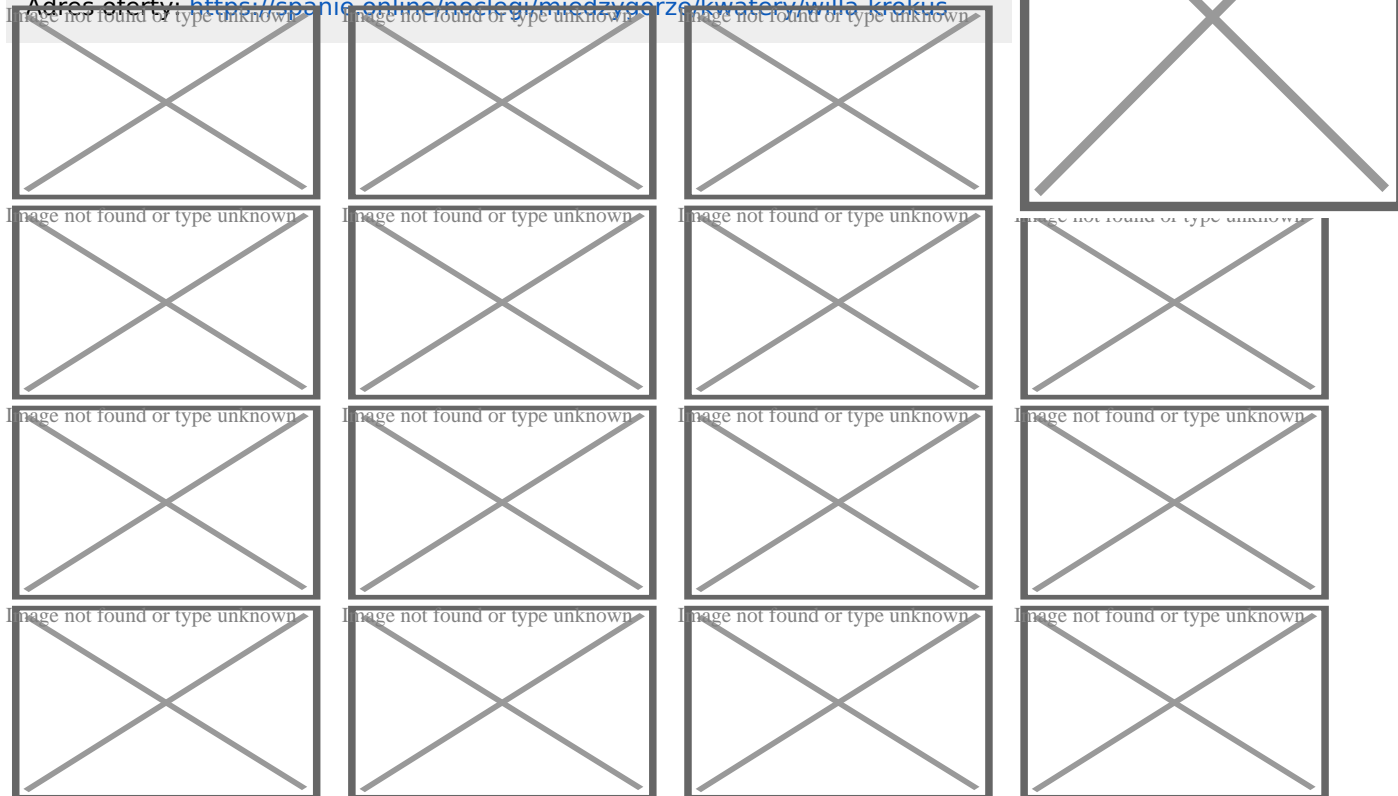 Adres oferty: https://spanie.online/noclegi/miedzygorze/kwatery/willa_krokus
Image not found or type unknown Image not found or type unknown Image not found or type unknown
Image not found or type unknown Image not found or type unknown Image not found or type unknown Image not found or type unknown
Image not found or type unknown Image not found or type unknown Image not found or type unknown Image not found or type unknown
Image not found or type unknown Image not found or type unknown Image not found or type unknown Image not found or type unknown